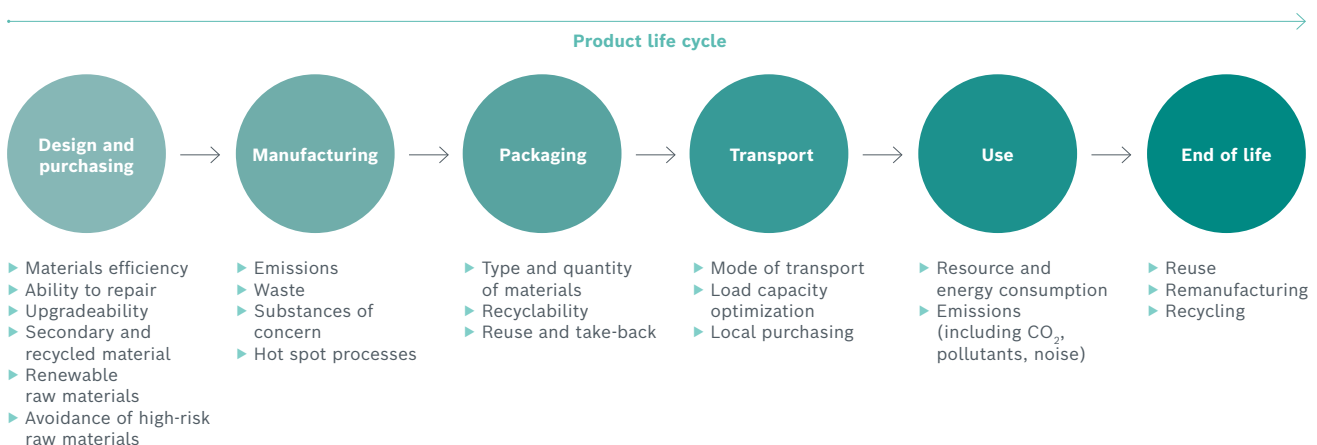 Product life cycle
Design and
purchasing
Manufacturing
Packaging
Transport
Use
End of life
Materials efficiency
Ability to repair
Upgradeability
Secondary and
recycled material
Renewable
raw materials
Avoidance of high-risk
raw materials
Emissions
Waste
Substances of
concern
Hot spot processes
Type and quantity
of materials
Recyclability
Reuse and take-back
Mode of transport
Load capacity
optimization
Local purchasing
Resource and
energy consumption
Emissions
(including CO₂,
pollutants, noise)
Reuse
Remanufacturing
Recycling